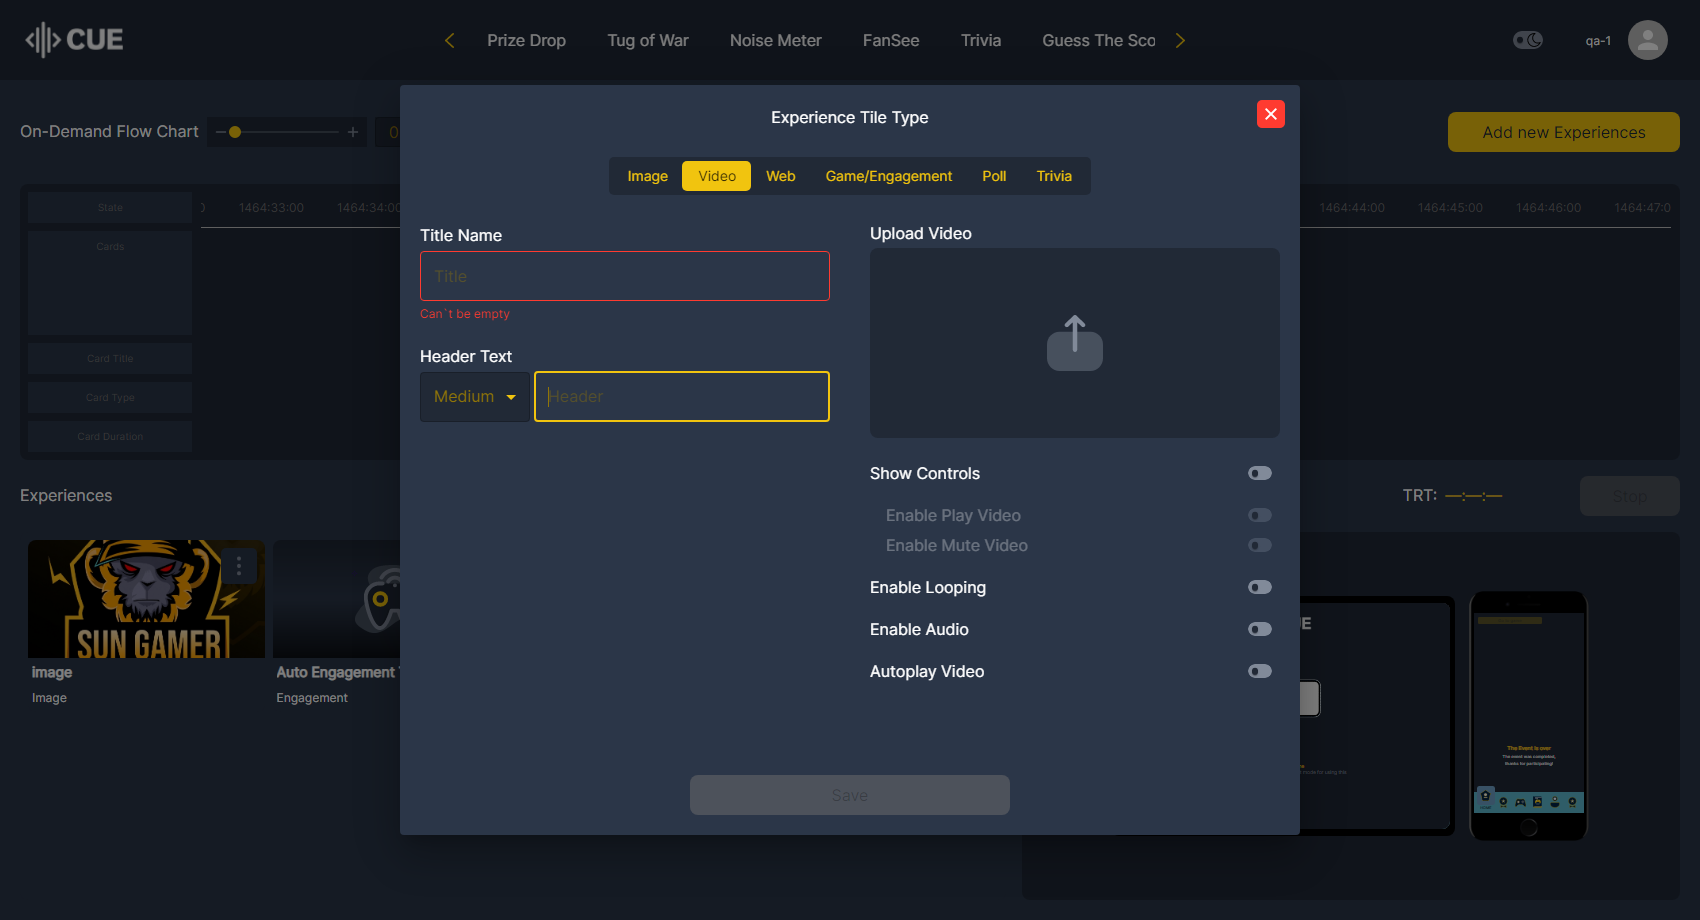 CUE
Prize Drop
Tug of War
Noise Meter
FanSee
Trivia
Guess The Sco
qa-1
On-Demand Flow Chart
0
Add new Experiences
State
1464:33:00
1464:34:00
1464:44:00
1464:45:00
1464:46:00
1464:47:0
Cards
Card Title
Card Type
Card Duration
Experience Tile Type
Image
Video
Web
Game/Engagement
Poll
Trivia
Title Name
Title
Can`t be empty
Header Text
Medium
Header
Upload Video
Show Controls
Enable Play Video
Enable Mute Video
Enable Looping
Enable Audio
Autoplay Video
Save
Experiences
TRT: —:—:—
Stop
SUN GAMER
image
Image
Auto Engagement
Engagement
UE
The Event is over
The event was completed,
thanks for participating!